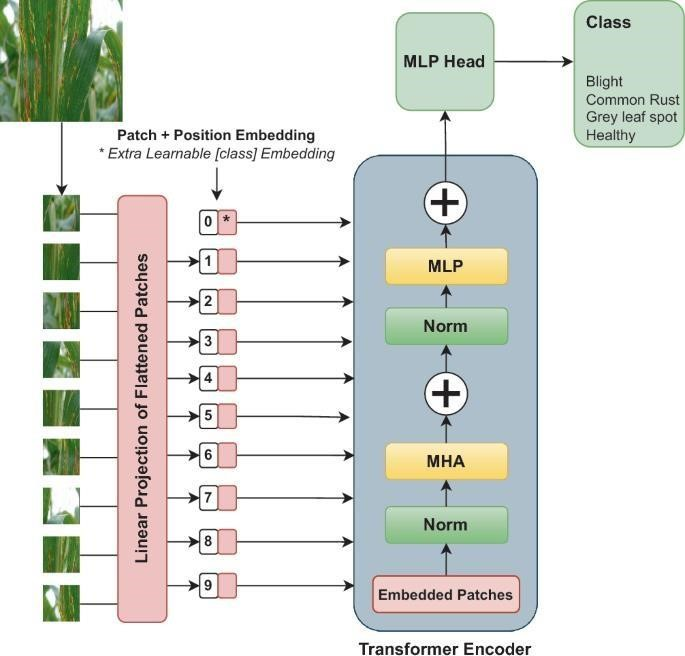 MLP Head
Class
Blight
Common Rust
Grey leaf spot
Healthy
Patch + Position Embedding
* Extra Learnable [class] Embedding
Linear Projection of Flattened Patches
0 *
1
2
3
4
5
6
7
8
9
MLP
Norm
MHA
Norm
Embedded Patches
Transformer Encoder